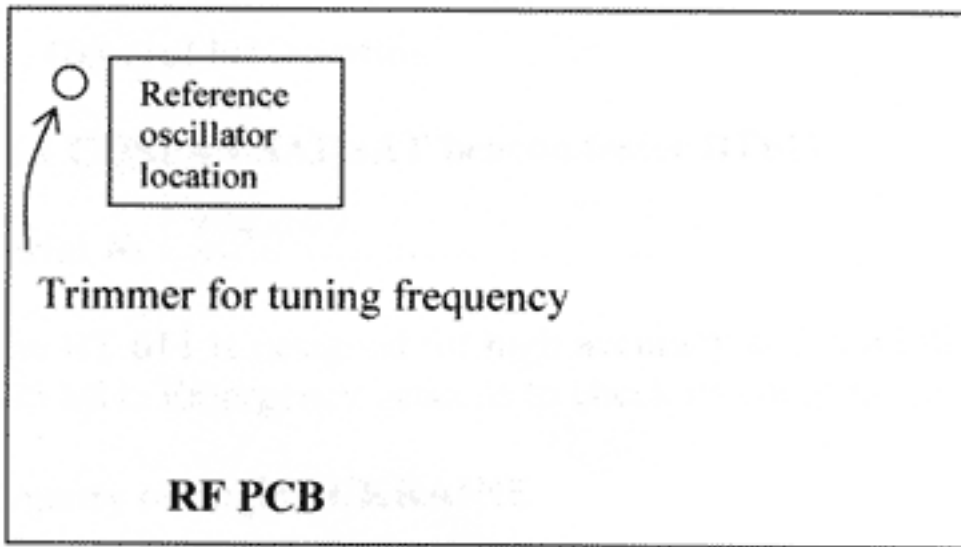 Reference
oscillator
location
Trimmer for tuning frequency
RF PCB